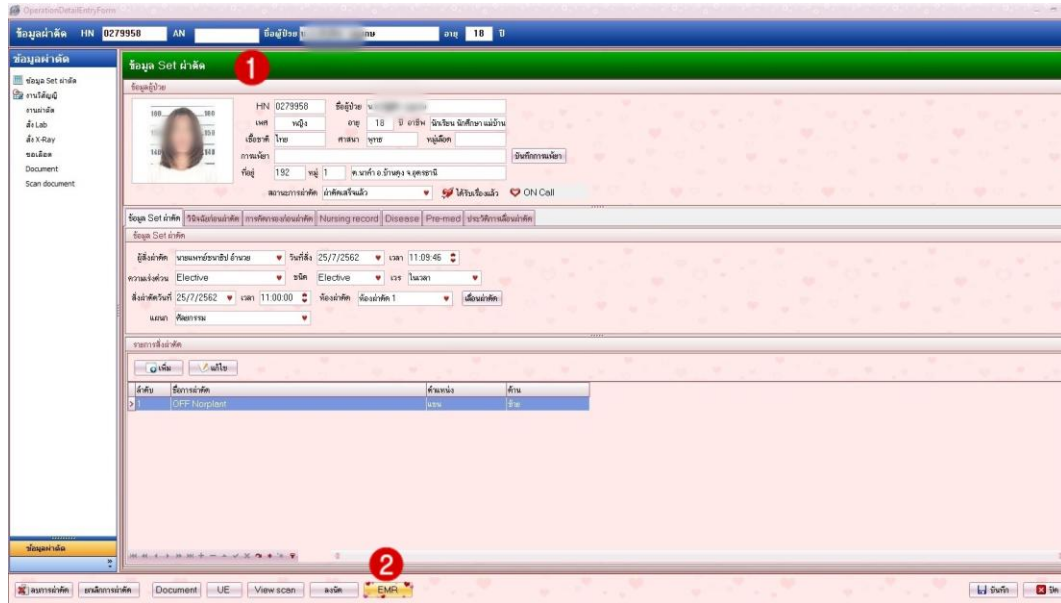 OperationDetailEntryForm
ข้อมูลผ่าตัด HN 0279958 AN ชื่อผู้ป่วย อายุ 18 ปี
ข้อมูลผ่าตัด
ข้อมูล Set ผ่าตัด
งานวิสัญญี
งานผ่าตัด
สั่ง Lab
สั่ง X-Ray
ขอเลือด
Document
Scan document
ข้อมูลผ่าตัด
ข้อมูล Set ผ่าตัด 1
ข้อมูลผู้ป่วย
HN 0279958 ชื่อผู้ป่วย
เพศ หญิง อายุ 18 ปี อาชีพ นักเรียน นักศึกษา แม่บ้าน
เชื้อชาติ ไทย ศาสนา พุทธ หมู่เลือด
การแพ้ยา บันทึกการแพ้ยา
ที่อยู่ 192 หมู่ 1 ต.นาคำ อ.บ้านดุง จ.อุดรธานี
สถานะการผ่าตัด ผ่าตัดเสร็จแล้ว ได้รับเรื่องแล้ว ON Call
ข้อมูล Set ผ่าตัด วินิจฉัยก่อนผ่าตัด การคัดกรองก่อนผ่าตัด Nursing record Disease Pre-med ประวัติการเลื่อนผ่าตัด
ข้อมูล Set ผ่าตัด
ผู้สั่งผ่าตัด นายแพทย์ธนาธิป อำนวย วันที่สั่ง 25/7/2562 เวลา 11:09:46
ความเร่งด่วน Elective ชนิด Elective เวร ในเวลา
สั่งผ่าตัดวันที่ 25/7/2562 เวลา 11:00:00 ห้องผ่าตัด ห้องผ่าตัด 1 เลื่อนผ่าตัด
แผนก ศัลยกรรม
รายการสั่งผ่าตัด
เพิ่ม แก้ไข
ลำดับ ชื่อการผ่าตัด ตำแหน่ง ด้าน
1 OFF Norplant แขน ซ้าย
2
ลบการผ่าตัด ยกเลิกการผ่าตัด Document UE View scan ลงนัด EMR บันทึก ปิด